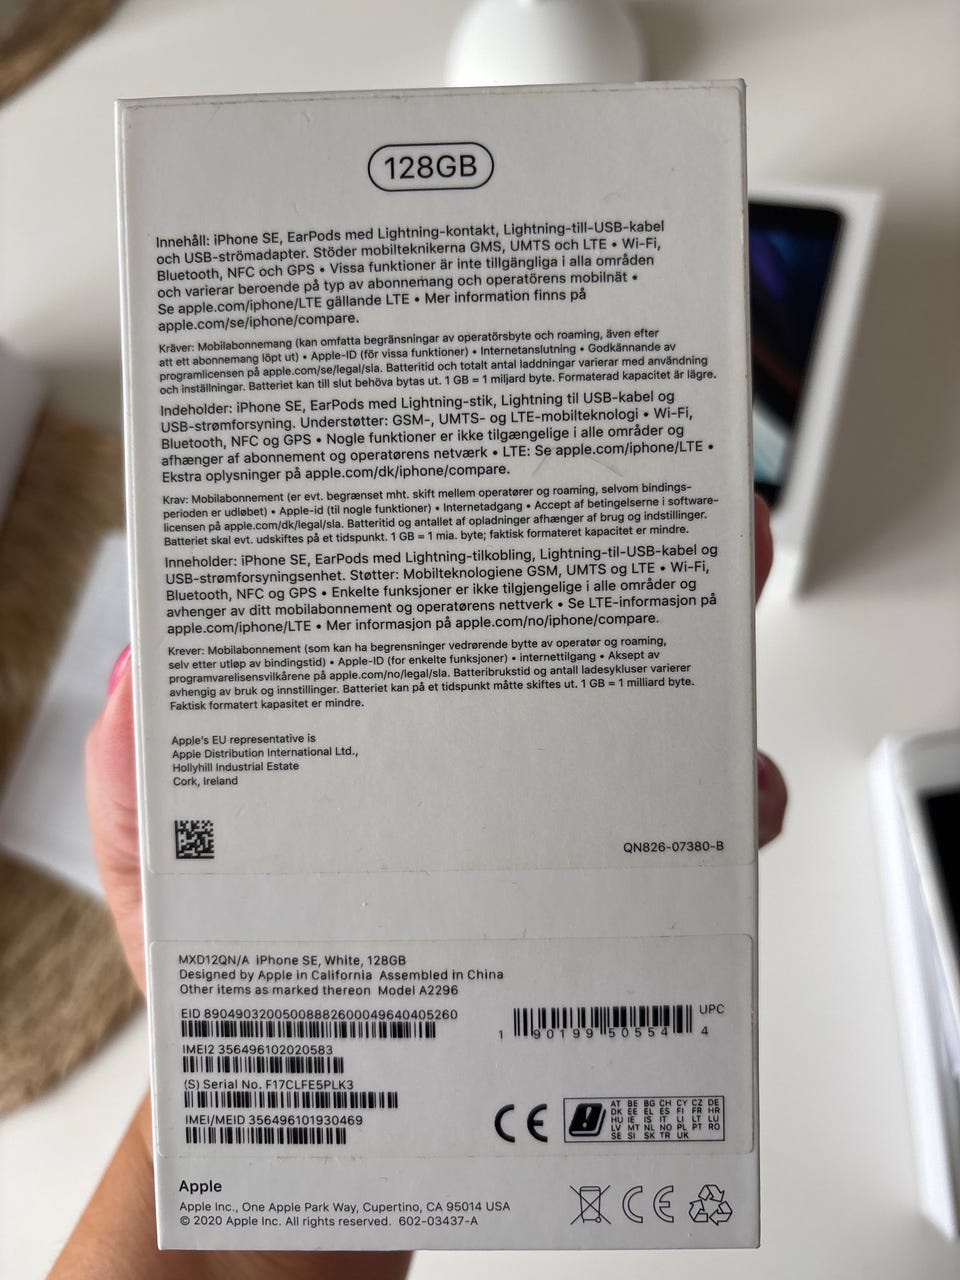 128GB
Innehåll: iPhone SE, EarPods med Lightning-kontakt, Lightning-till-USB-kabel
och USB-strömadapter. Stöder mobilteknikerna GMS, UMTS och LTE • Wi-Fi,
Bluetooth, NFC och GPS • Vissa funktioner är inte tillgängliga i alla områden
och varierar beroende på typ av abonnemang och operatörens mobilnät •
Se apple.com/iphone/LTE gällande LTE • Mer information finns på
apple.com/se/iphone/compare.
Kräver: Mobilabonnemang (kan omfatta begränsningar av operatörsbyte och roaming, även efter
att ett abonnemang löpt ut) • Apple-ID (för vissa funktioner) • Internetanslutning • Godkännande av
programlicensen på apple.com/se/legal/sla. Batteritid och totalt antal laddningar varierar med användning
och inställningar. Batteriet kan till slut behöva bytas ut. 1 GB = 1 miljard byte. Formaterad kapacitet är lägre.
Indeholder: iPhone SE, EarPods med Lightning-stik, Lightning til USB-kabel og
USB-strømforsyning. Understøtter: GSM-, UMTS- og LTE-mobilteknologi • Wi-Fi,
Bluetooth, NFC og GPS • Nogle funktioner er ikke tilgængelige i alle områder og
afhænger af abonnement og operatørens netværk • LTE: Se apple.com/iphone/LTE •
Ekstra oplysninger på apple.com/dk/iphone/compare.
Krav: Mobilabonnement (er evt. begrænset mht. skift mellem operatører og roaming, selvom bindings-
perioden er udløbet) • Apple-id (til nogle funktioner) • Internetadgang • Accept af betingelserne i software-
licensen på apple.com/dk/legal/sla. Batteritid og antallet af opladninger afhænger af brug og indstillinger.
Batteriet skal evt. udskiftes på et tidspunkt. 1 GB = 1 mia. byte; faktisk formateret kapacitet er mindre.
Inneholder: iPhone SE, EarPods med Lightning-tilkobling, Lightning-til-USB-kabel og
USB-strømforsyningsenhet. Støtter: Mobilteknologiene GSM, UMTS og LTE • Wi-Fi,
Bluetooth, NFC og GPS • Enkelte funksjoner er ikke tilgjengelige i alle områder og
avhenger av ditt mobilabonnement og operatørens nettverk • Se LTE-informasjon på
apple.com/iphone/LTE • Mer informasjon på apple.com/no/iphone/compare.
Krever: Mobilabonnement (som kan ha begrensninger vedrørende bytte av operatør og roaming,
selv etter utløp av bindingstid) • Apple-ID (for enkelte funksjoner) • internettilgang • Aksept av
programvarelisensvilkårene på apple.com/no/legal/sla. Batteribrukstid og antall ladesykluser varierer
avhengig av bruk og innstillinger. Batteriet kan på et tidspunkt måtte skiftes ut. 1 GB = 1 milliard byte.
Faktisk formatert kapasitet er mindre.
Apple's EU representative is
Apple Distribution International Ltd.,
Hollyhill Industrial Estate
Cork, Ireland
QN826-07380-B
MXD12QN/A iPhone SE, White, 128GB
Designed by Apple in California Assembled in China
Other items as marked thereon Model A2296
EID 89049032005008882600049640405260
UPC
1 90199 50554 4
IMEI2 356496102020583
(S) Serial No. F17CLFE5PLK3
IMEI/MEID 356496101930469
CE
AT BE BG CH CY CZ DE
DK EE EL ES FI FR HR
HU IE IS IT LI LT LU
LV MT NL NO PL PT RO
SE SI SK TR UK
Apple
Apple Inc., One Apple Park Way, Cupertino, CA 95014 USA
© 2020 Apple Inc. All rights reserved. 602-03437-A
CE